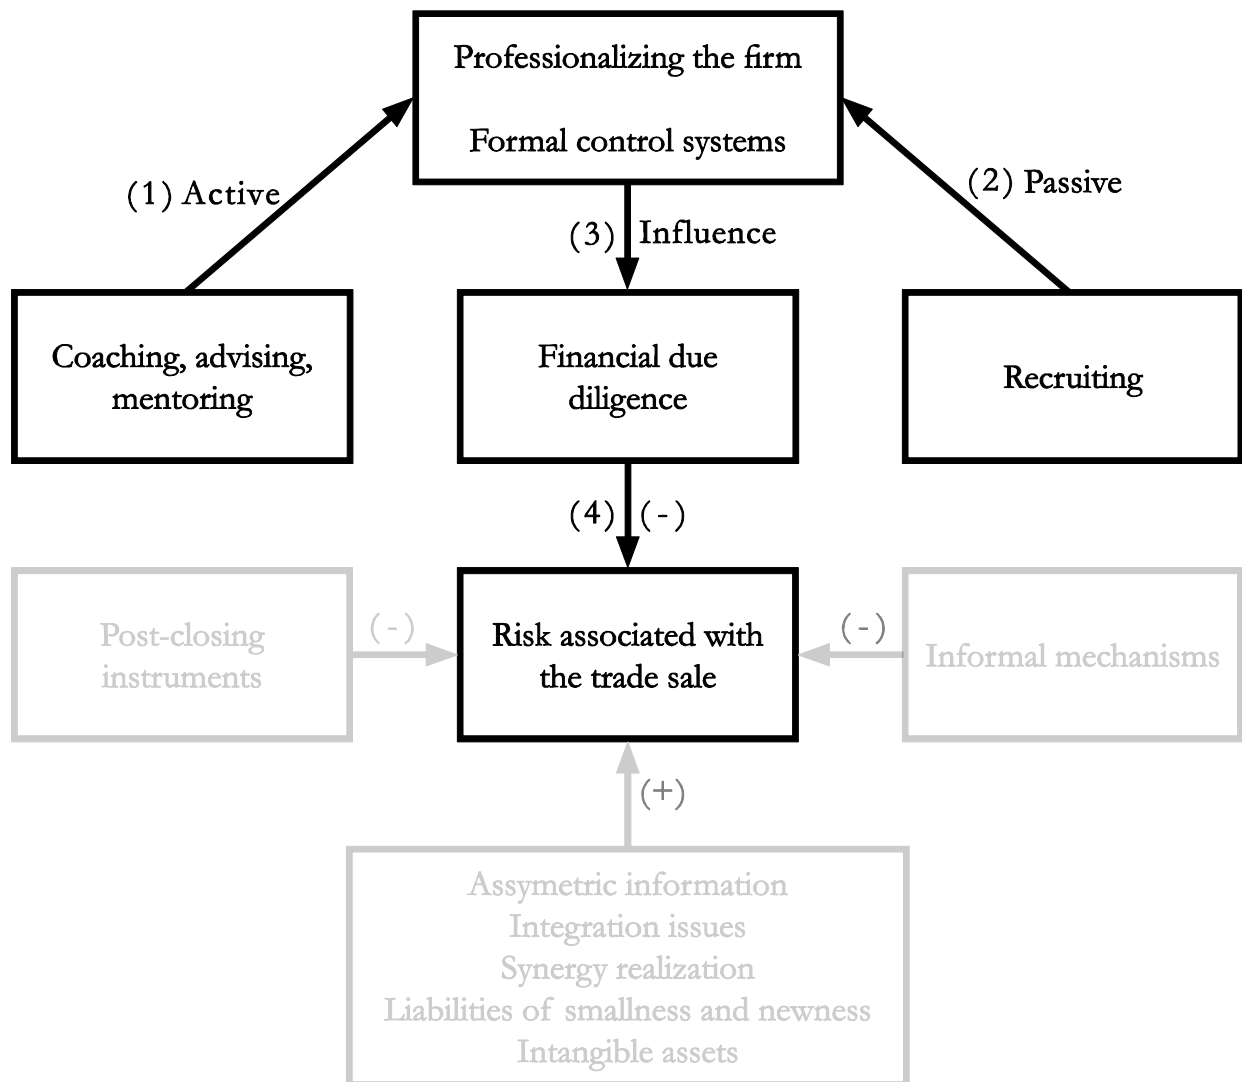 Professionalizing the firm
Formal control systems
(1) Active
(2) Passive
(3) Influence
Coaching, advising,
mentoring
Financial due
diligence
Recruiting
(4) (-)
Post-closing
instruments
(-)
Risk associated with
the trade sale
(-)
Informal mechanisms
(+)
Assymetric information
Integration issues
Synergy realization
Liabilities of smallness and newness
Intangible assets